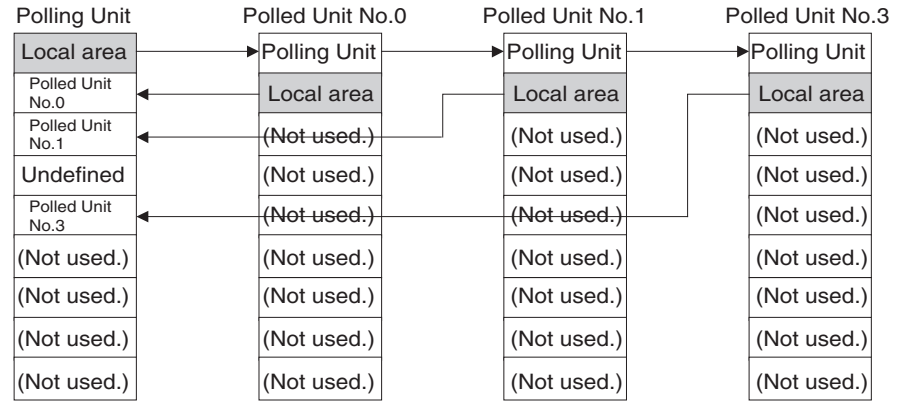 Polling Unit Polled Unit No.0 Polled Unit No.1 Polled Unit No.3
Local area Polling Unit Polling Unit Polling Unit
Polled Unit
No.0
Local area Local area Local area
Polled Unit
No.1
(Not used.) (Not used.) (Not used.)
Undefined (Not used.) (Not used.) (Not used.)
Polled Unit
No.3
(Not used.) (Not used.) (Not used.)
(Not used.) (Not used.) (Not used.) (Not used.)
(Not used.) (Not used.) (Not used.) (Not used.)
(Not used.) (Not used.) (Not used.) (Not used.)
(Not used.) (Not used.) (Not used.) (Not used.)